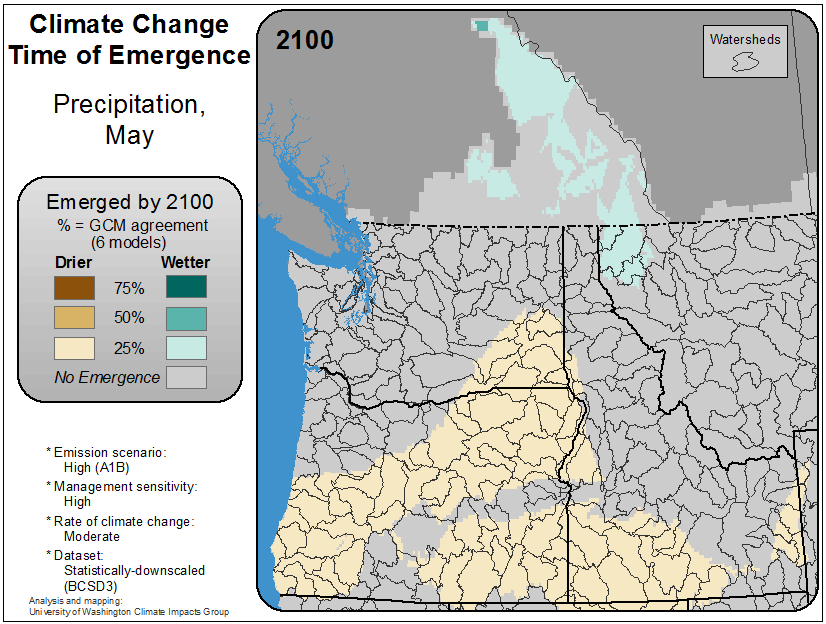 Climate Change
Time of Emergence
Precipitation,
May
Emerged by 2100
% = GCM agreement
(6 models)
Drier Wetter
75%
50%
25%
No Emergence
* Emission scenario:
High (A1B)
* Management sensitivity:
High
* Rate of climate change:
Moderate
* Dataset:
Statistically-downscaled
(BCSD3)
Analysis and mapping:
University of Washington Climate Impacts Group
2100
Watersheds